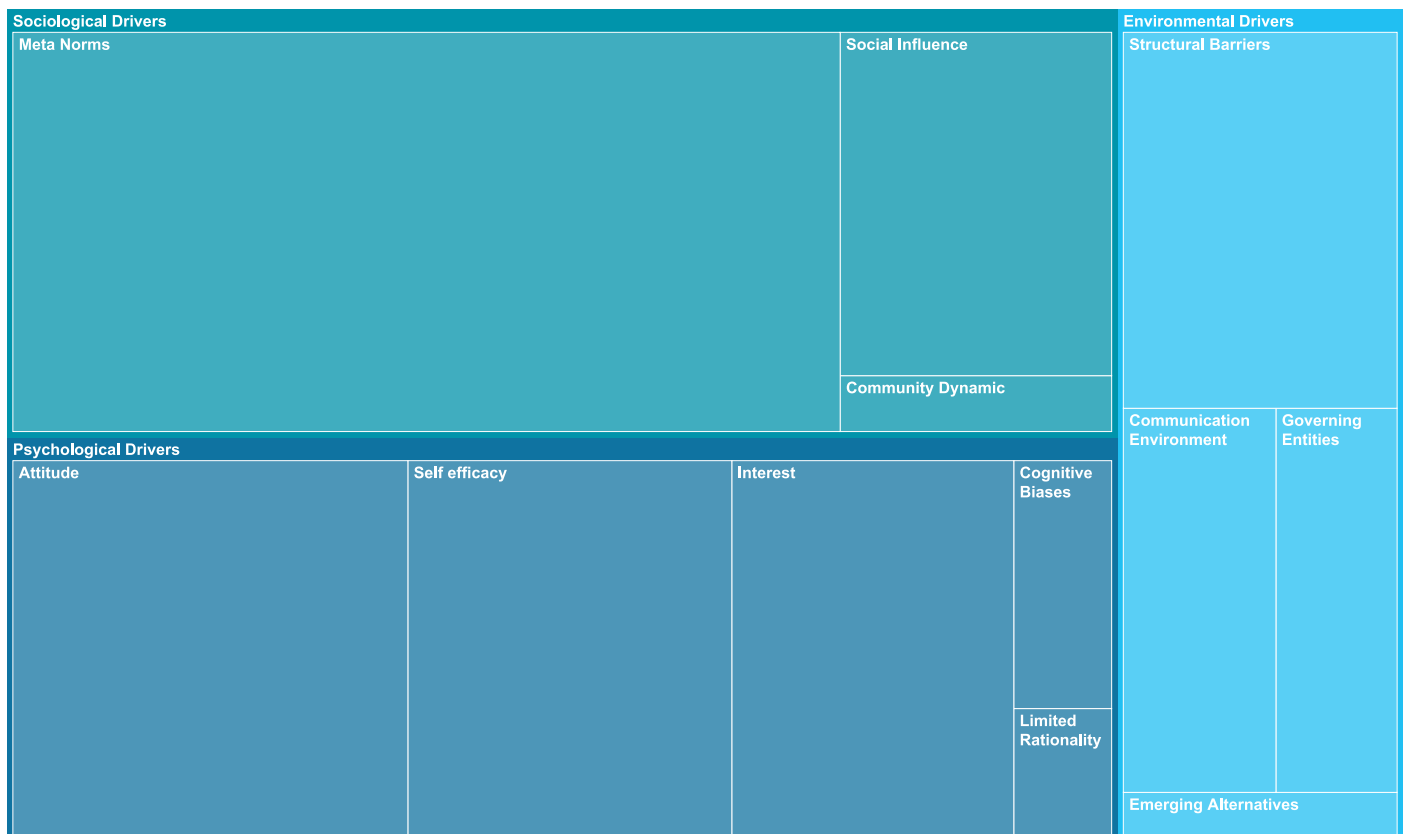 Sociological Drivers
Meta Norms
Social Influence
Community Dynamic
Psychological Drivers
Attitude
Self efficacy
Interest
Cognitive
Biases
Limited
Rationality
Environmental Drivers
Structural Barriers
Communication
Environment
Governing
Entities
Emerging Alternatives